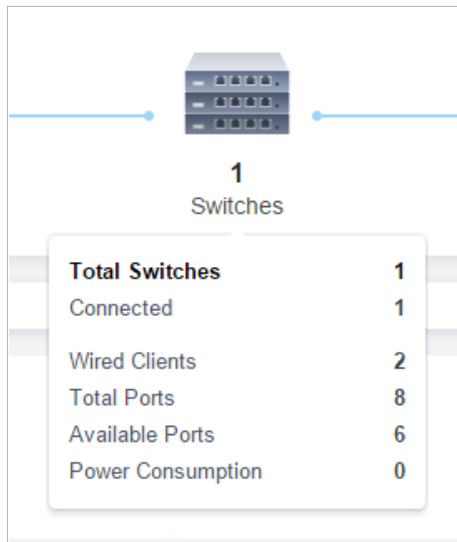 1
Switches
Total Switches 1
Connected 1
Wired Clients 2
Total Ports 8
Available Ports 6
Power Consumption 0